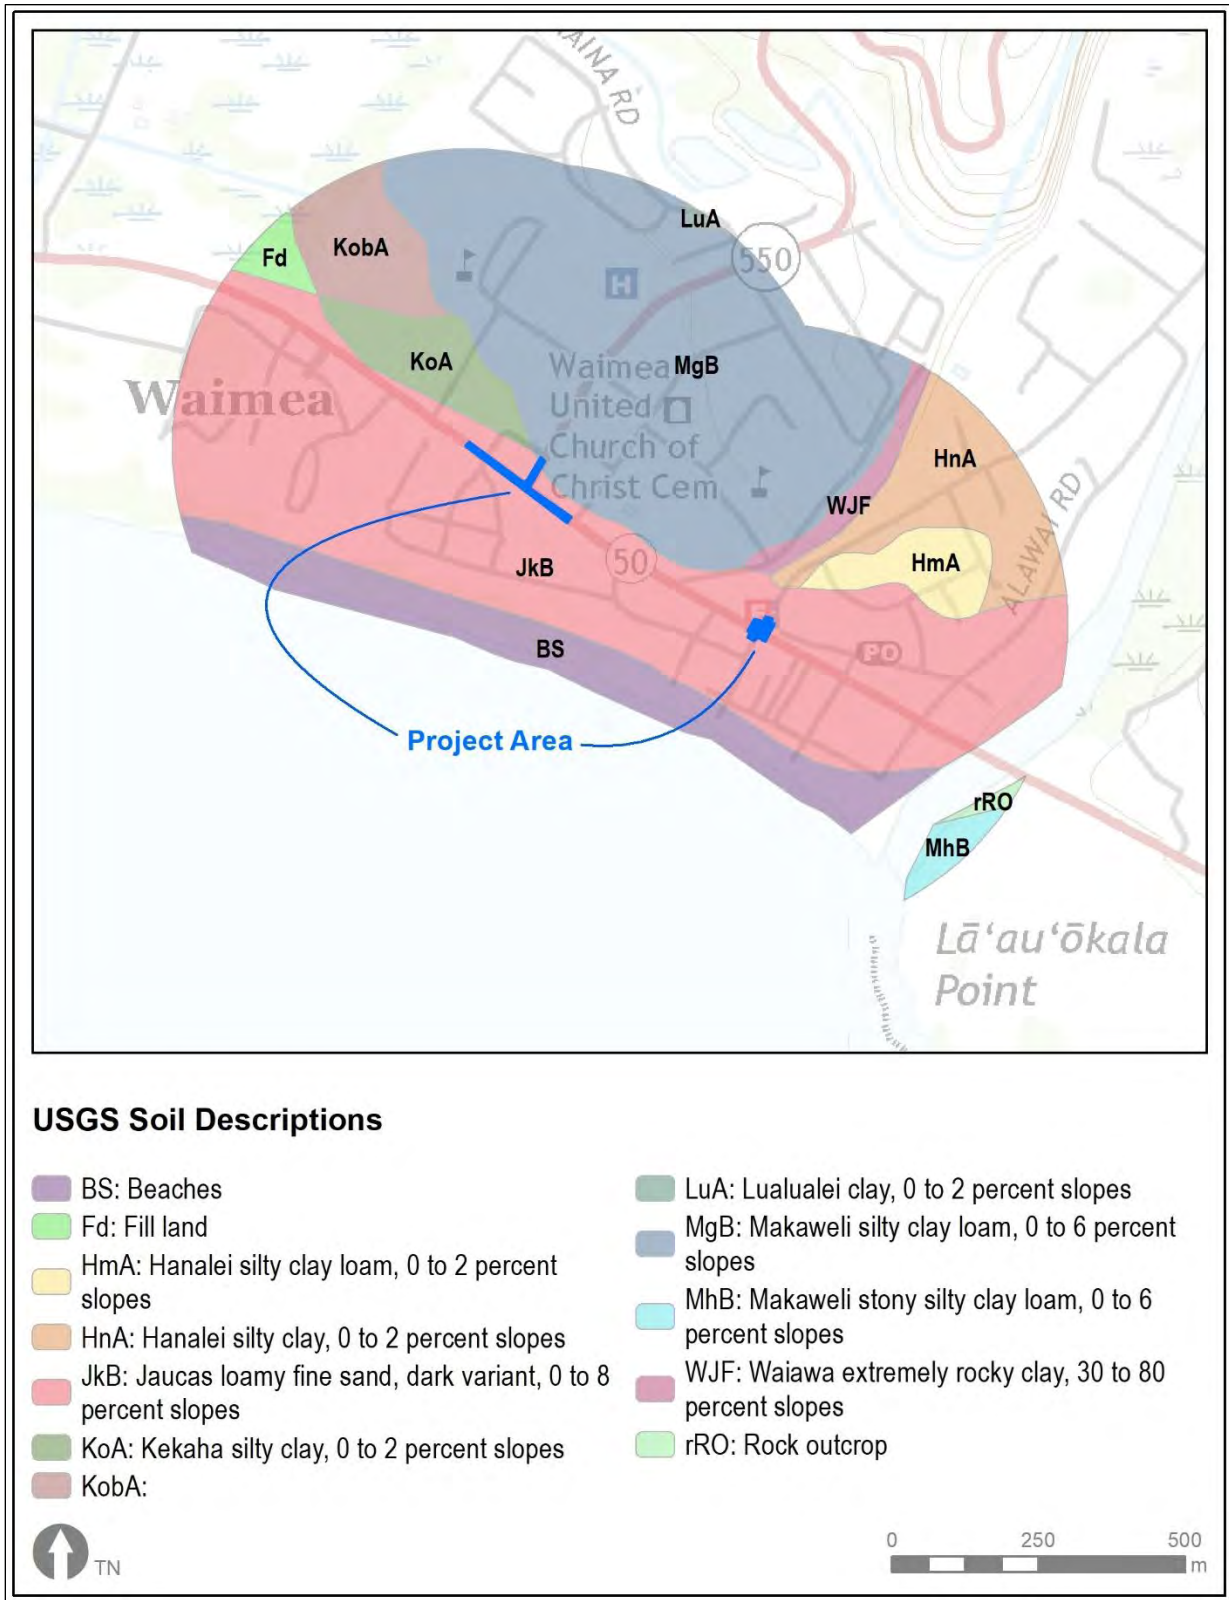 AINA RD
LuA
550
KobA
Fd
H
KoA
Waimea
MgB
United
Church of
Christ Cem
Waimea
HnA
WJF
ALAWAI RD
HmA
50
JkB
BS
PO
Project Area
rRO
MhB
Lā‘au‘ōkala
Point
USGS Soil Descriptions
BS: Beaches
Fd: Fill land
HmA: Hanalei silty clay loam, 0 to 2 percent
slopes
HnA: Hanalei silty clay, 0 to 2 percent slopes
JkB: Jaucas loamy fine sand, dark variant, 0 to 8
percent slopes
KoA: Kekaha silty clay, 0 to 2 percent slopes
KobA:
LuA: Lualualei clay, 0 to 2 percent slopes
MgB: Makaweli silty clay loam, 0 to 6 percent
slopes
MhB: Makaweli stony silty clay loam, 0 to 6
percent slopes
WJF: Waiawa extremely rocky clay, 30 to 80
percent slopes
rRO: Rock outcrop
TN
0 250 500
m